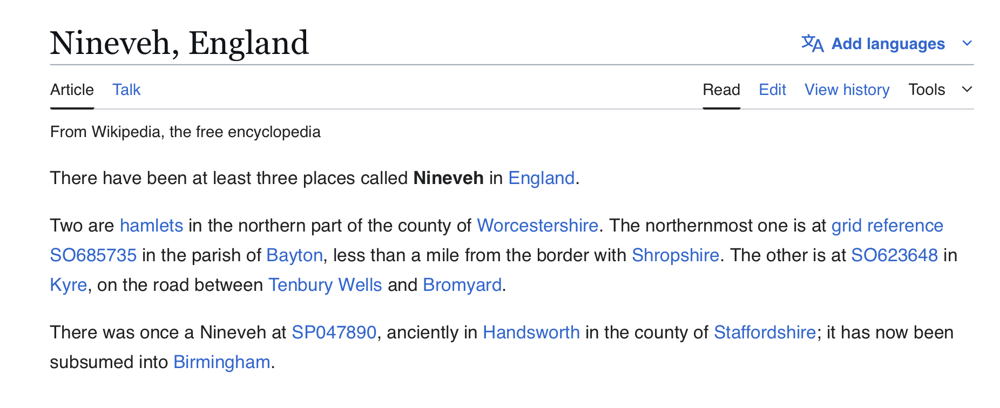 Nineveh, England
文A Add languages
Article Talk Read Edit View history Tools
From Wikipedia, the free encyclopedia
There have been at least three places called Nineveh in England.
Two are hamlets in the northern part of the county of Worcestershire. The northernmost one is at grid reference
SO685735 in the parish of Bayton, less than a mile from the border with Shropshire. The other is at SO623648 in
Kyre, on the road between Tenbury Wells and Bromyard.
There was once a Nineveh at SP047890, anciently in Handsworth in the county of Staffordshire; it has now been
subsumed into Birmingham.